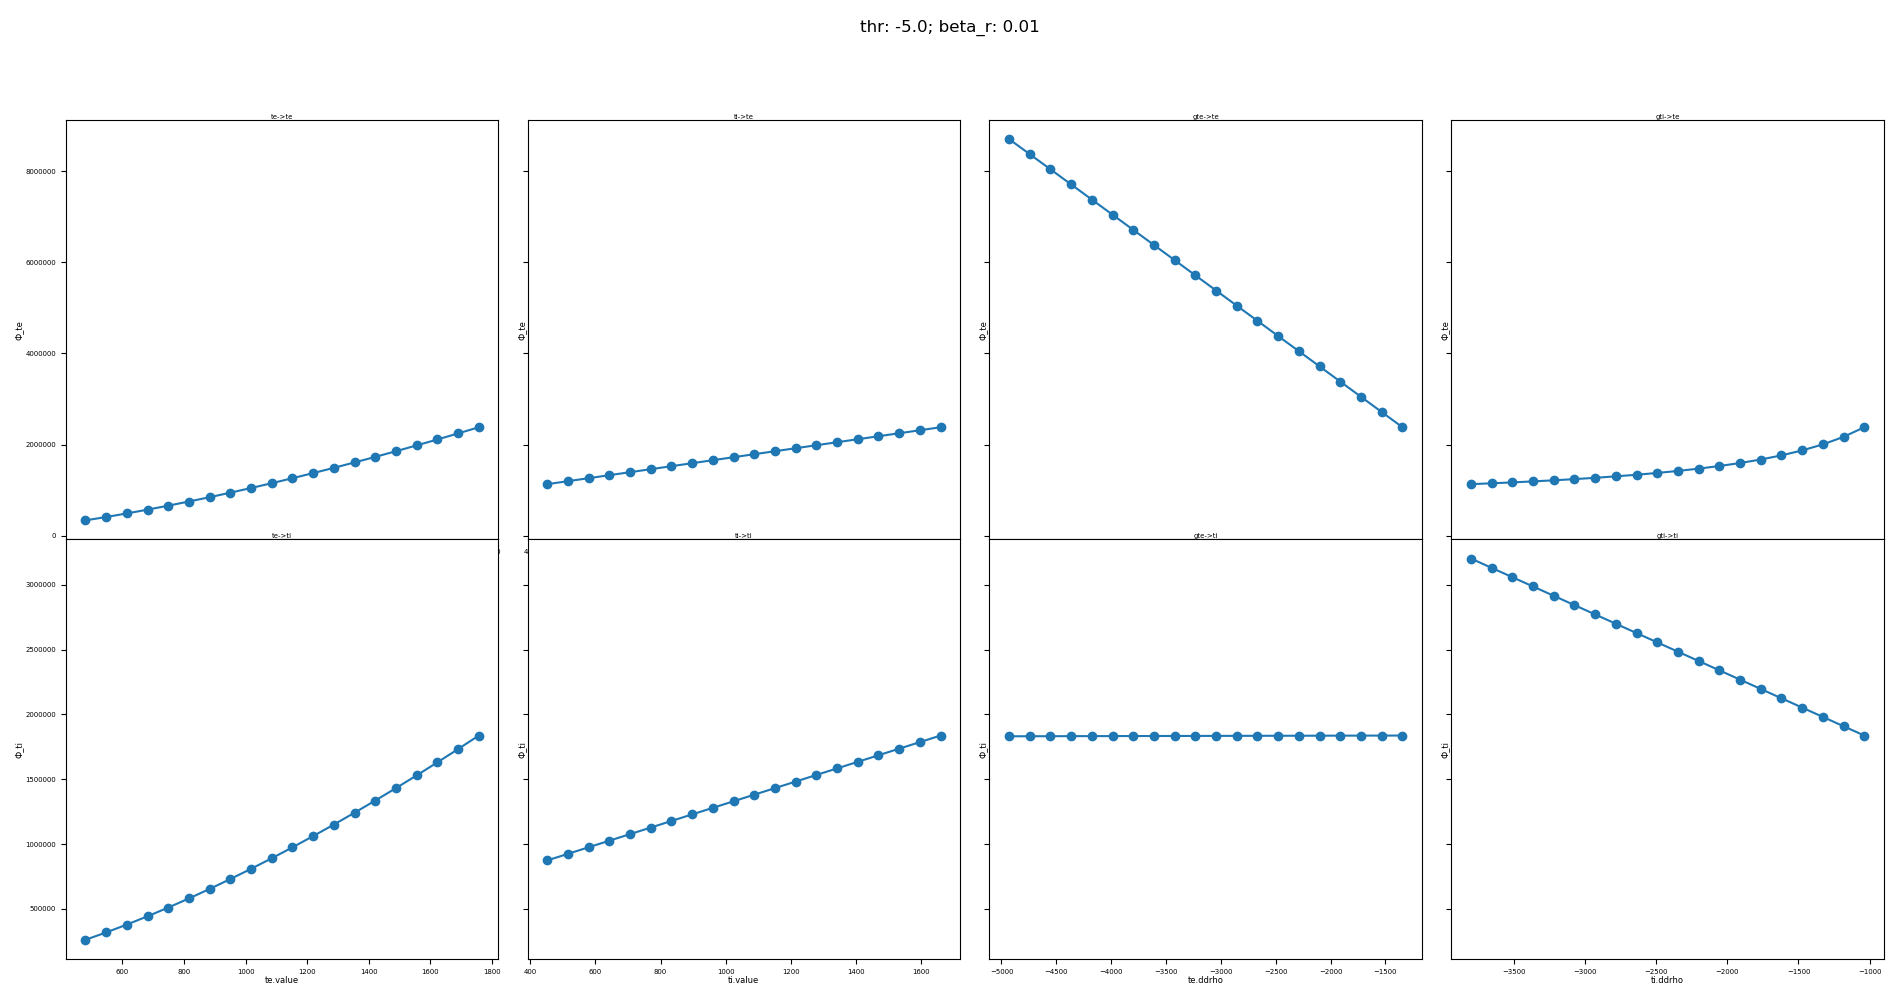 thr: -5.0; beta_r: 0.01
te->te
ti->te
gte->te
gti->te
8000000
6000000
4000000
2000000
0
Φ_te
Φ_te
Φ_te
Φ_te
te->ti
ti->ti
gte->ti
gti->ti
3000000
2500000
2000000
1500000
1000000
500000
Φ_ti
Φ_ti
Φ_ti
Φ_ti
600 800 1000 1200 1400 1600 1800
400 600 800 1000 1200 1400 1600
−5000 −4500 −4000 −3500 −3000 −2500 −2000 −1500
−3500 −3000 −2500 −2000 −1500 −1000
te.value
ti.value
te.ddrho
ti.ddrho